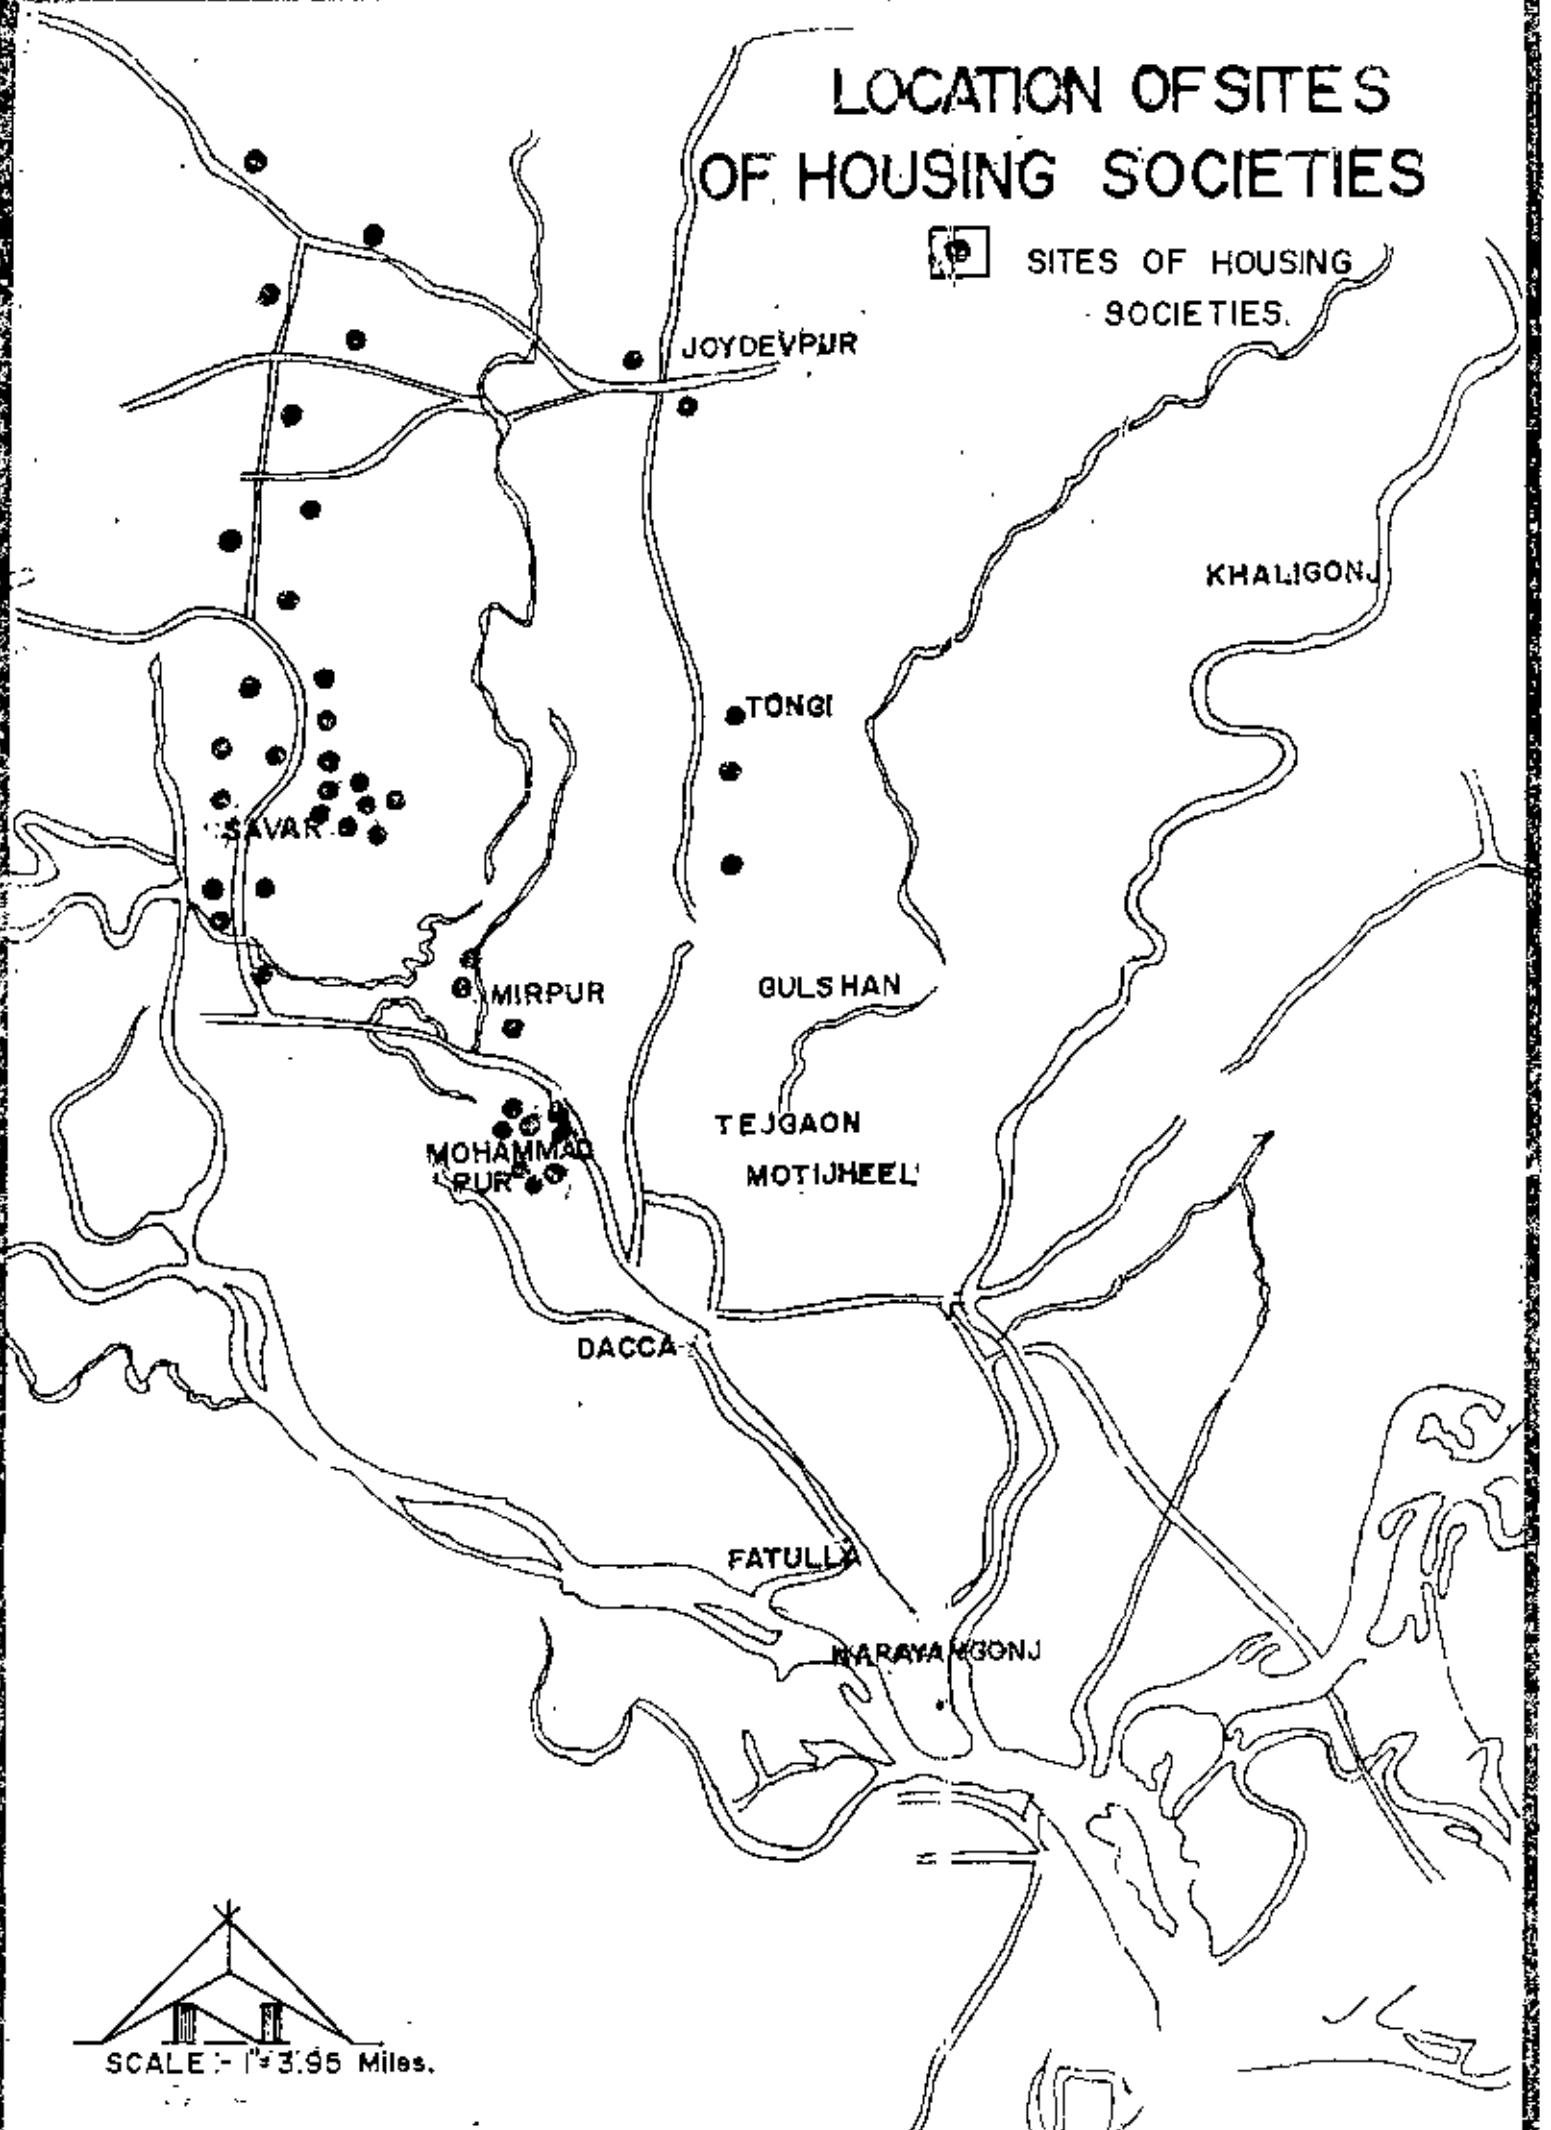 LOCATION OF SITES
OF HOUSING SOCIETIES
SITES OF HOUSING
SOCIETIES.
JOYDEVPUR
KHALIGONJ
TONGI
SAVAR
MIRPUR
GULSHAN
TEJGAON
MOHAMMAD
PUR
MOTIJHEEL
DACCA
FATULLA
NARAYANGONJ
SCALE :- 1"= 3.95 Miles.